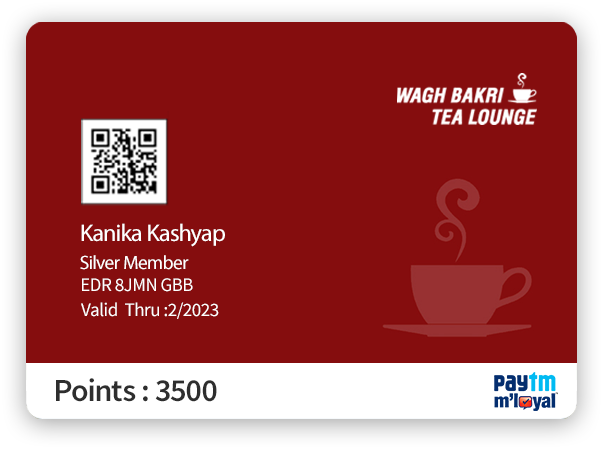 WAGH BAKRI
TEA LOUNGE
Kanika Kashyap
Silver Member
EDR 8JMN GBB
Valid Thru :2/2023
Points : 3500
paytm
m'loyal